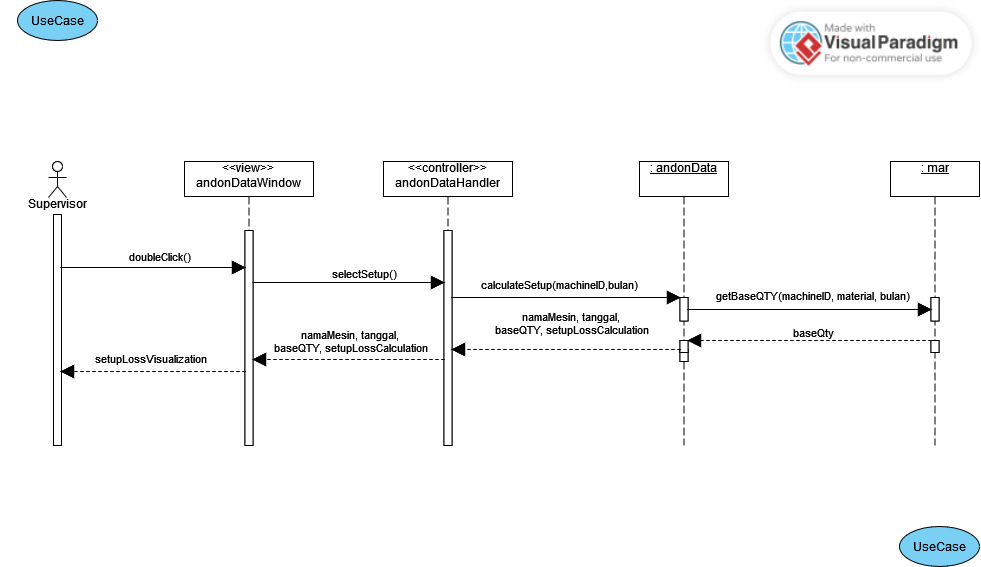 UseCase
Made with
Visual Paradigm
For non-commercial use
Supervisor
<<view>>
andonDataWindow
<<controller>>
andonDataHandler
: andonData
: mar
doubleClick()
selectSetup()
calculateSetup(machineID,bulan)
getBaseQTY(machineID, material, bulan)
baseQty
namaMesin, tanggal,
baseQTY, setupLossCalculation
namaMesin, tanggal,
baseQTY, setupLossCalculation
setupLossVisualization
UseCase